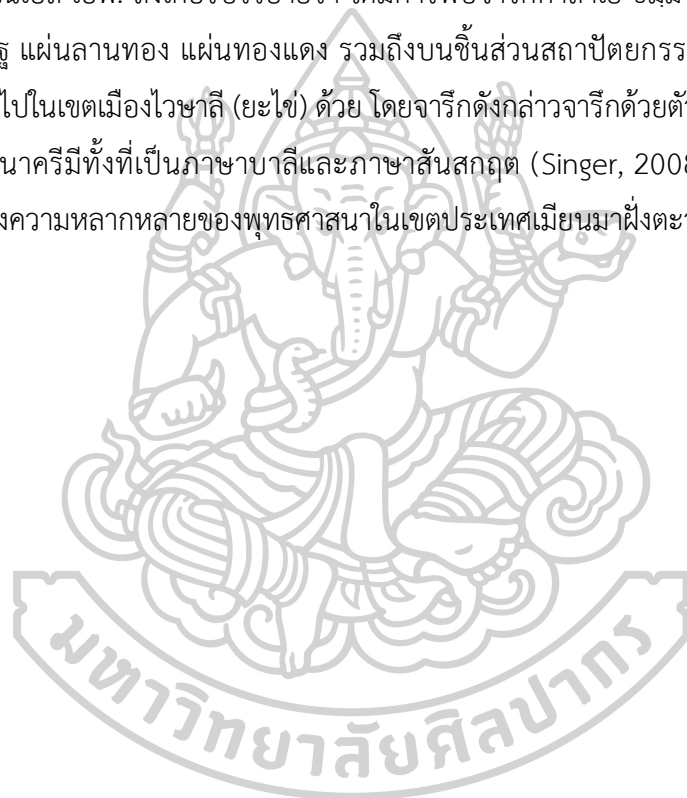 รี่ แผ่นลานทอง แผ่นทองแดง รวมถึงบนชิ้นส่วนสถาปัตยกรร
ไปในเขตเมืองไวษาลี (ยะไข่) ด้วย โดยจารึกดังกล่าวจารึกด้วยตั
นาครีมีทั้งที่เป็นภาษาบาลีและภาษาสันสกฤต (Singer, 2008
งความหลากหลายของพุทธศาสนาในเขตประเทศเมียนมาฝั่งตะ
มหาวิทยาลัยศิลปากร